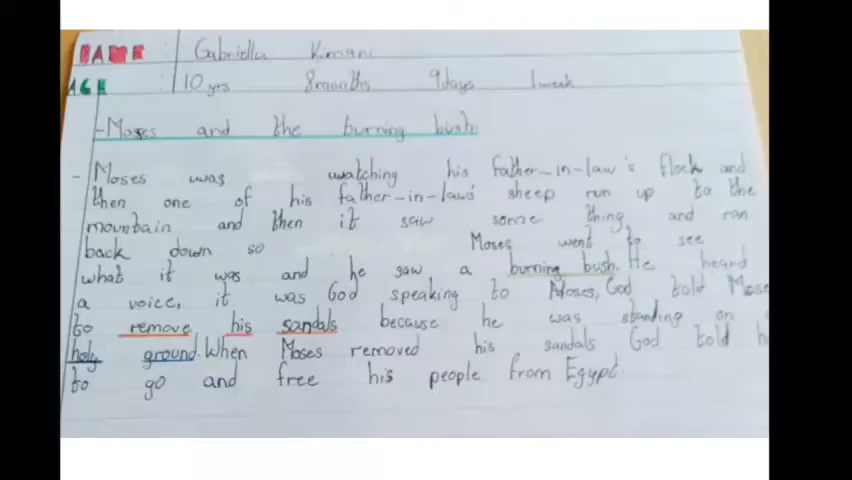 NAME : Gabriella Kimani
AGE : 10 yrs 8 months 9 days 1 week
- Moses and the burning bush
- Moses was watching his father-in-law's flock and
then one of his father-in-law's sheep run up to the
mountain and then it saw some thing and ran
back down so Moses went to see
what it was and he saw a burning bush. He heard
a voice, it was God speaking to Moses, God told Mose
to remove his sandals because he was standing on
holy ground. When Moses removed his sandals God told h
to go and free his people from Egypt.